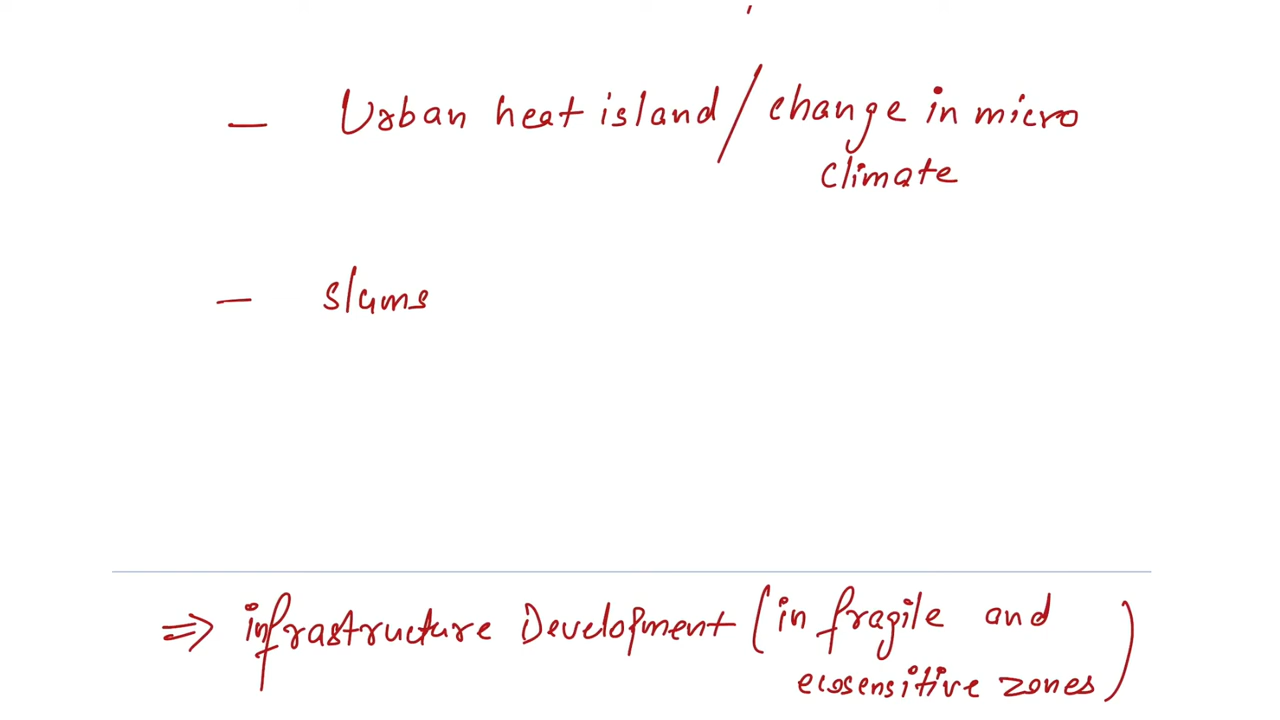 — Urban heat island / change in micro
climate
— slums
⇒ infrastructure Development (in fragile and
ecosensitive zones)